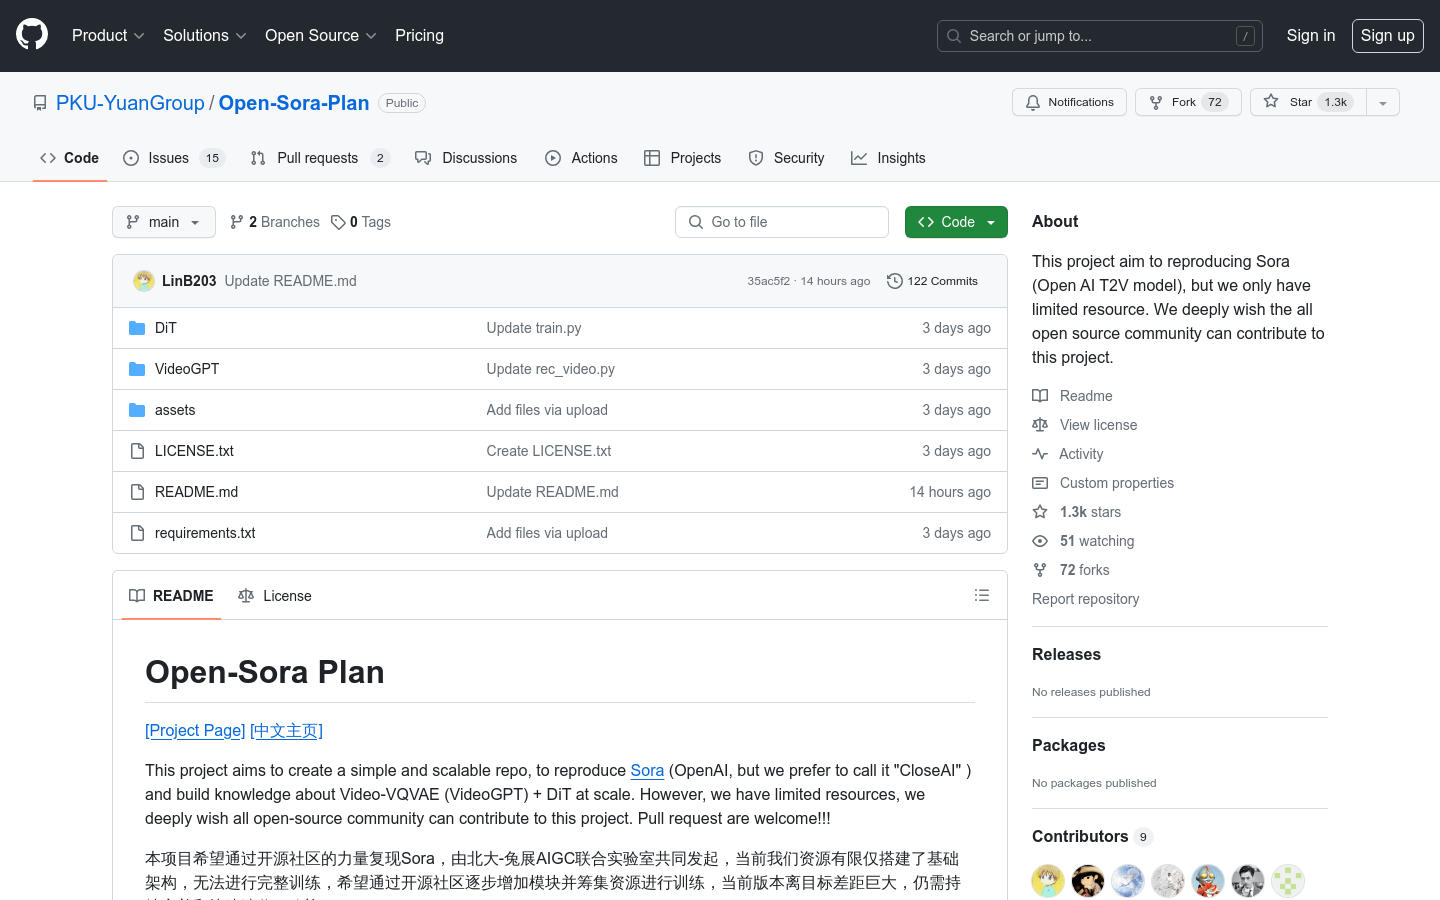 Product Solutions Open Source Pricing Search or jump to... / Sign in Sign up
PKU-YuanGroup / Open-Sora-Plan Public Notifications Fork 72 Star 1.3k
Code Issues 15 Pull requests 2 Discussions Actions Projects Security Insights
main 2 Branches 0 Tags Go to file Code
LinB203 Update README.md 35ac5f2 · 14 hours ago 122 Commits
DiT Update train.py 3 days ago
VideoGPT Update rec_video.py 3 days ago
assets Add files via upload 3 days ago
LICENSE.txt Create LICENSE.txt 3 days ago
README.md Update README.md 14 hours ago
requirements.txt Add files via upload 3 days ago
README License
Open-Sora Plan
[Project Page] [中文主页]
This project aims to create a simple and scalable repo, to reproduce Sora (OpenAI, but we prefer to call it "CloseAI" )
and build knowledge about Video-VQVAE (VideoGPT) + DiT at scale. However, we have limited resources, we
deeply wish all open-source community can contribute to this project. Pull request are welcome!!!
本项目希望通过开源社区的力量复现Sora，由北大-兔展AIGC联合实验室共同发起，当前我们资源有限仅搭建了基础
架构，无法进行完整训练，希望通过开源社区逐步增加模块并筹集资源进行训练，当前版本离目标差距巨大，仍需持
About
This project aim to reproducing Sora
(Open AI T2V model), but we only have
limited resource. We deeply wish the all
open source community can contribute to
this project.
Readme
View license
Activity
Custom properties
1.3k stars
51 watching
72 forks
Report repository
Releases
No releases published
Packages
No packages published
Contributors 9